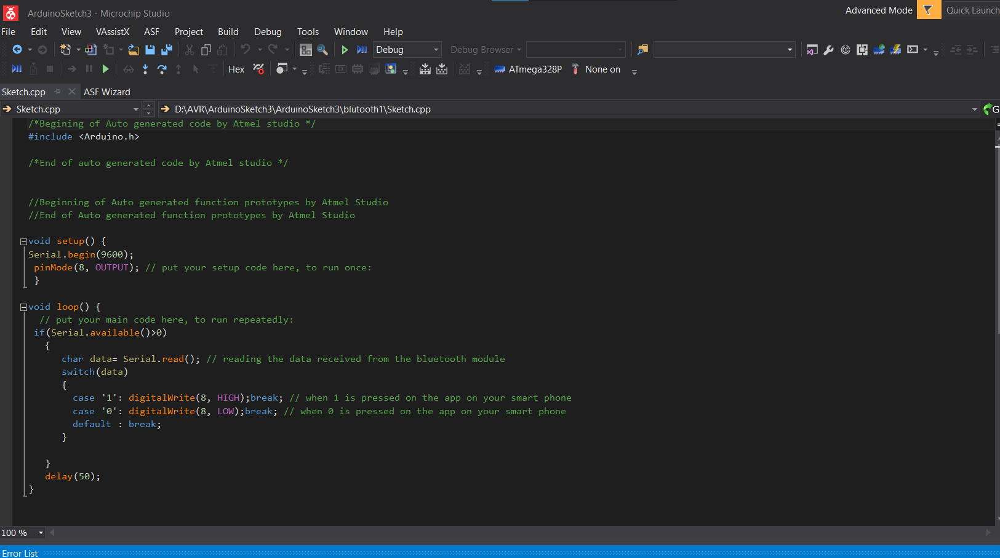 ArduinoSketch3 - Microchip Studio
Advanced Mode
Quick Launch
File Edit View VAssistX ASF Project Build Debug Tools Window Help
Debug
Debug Browser
Hex
ATmega328P
None on
Sketch.cpp
ASF Wizard
Sketch.cpp
D:\AVR\ArduinoSketch3\ArduinoSketch3\blutooth1\Sketch.cpp
G
/*Begining of Auto generated code by Atmel studio */
#include <Arduino.h>
/*End of auto generated code by Atmel studio */
//Beginning of Auto generated function prototypes by Atmel Studio
//End of Auto generated function prototypes by Atmel Studio
void setup() {
Serial.begin(9600);
pinMode(8, OUTPUT); // put your setup code here, to run once:
}
void loop() {
// put your main code here, to run repeatedly:
if(Serial.available()>0)
{
char data= Serial.read(); // reading the data received from the bluetooth module
switch(data)
{
case '1': digitalWrite(8, HIGH);break; // when 1 is pressed on the app on your smart phone
case '0': digitalWrite(8, LOW);break; // when 0 is pressed on the app on your smart phone
default : break;
}
}
delay(50);
}
100 %
Error List